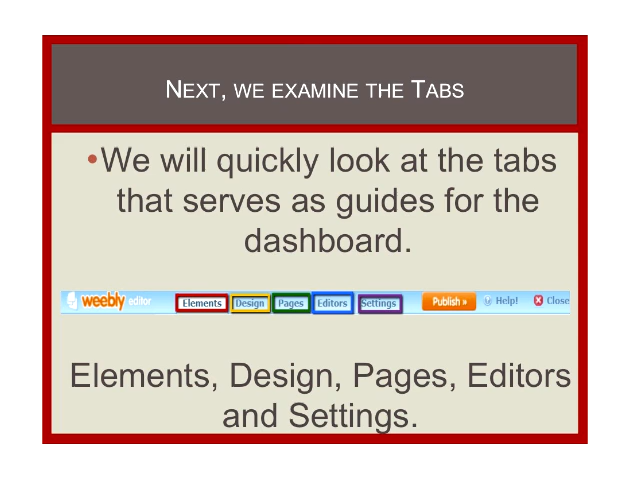 Next, we examine the Tabs
•We will quickly look at the tabs
that serves as guides for the
dashboard.
weebly editor Elements Design Pages Editors Settings Publish » Help! Close
Elements, Design, Pages, Editors
and Settings.